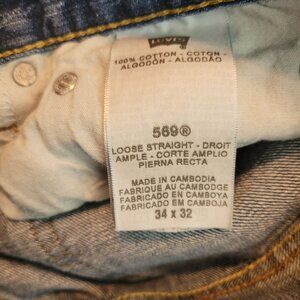 LEVI'S
100% COTTON - COTON -
ALGODÓN - ALGODÃO
569®
LOOSE STRAIGHT - DROIT
AMPLE - CORTE AMPLIO
PIERNA RECTA
MADE IN CAMBODIA
FABRIQUE AU CAMBODGE
FABRICADO EN CAMBOYA
FABRICADO EM CAMBOJA
34 X 32